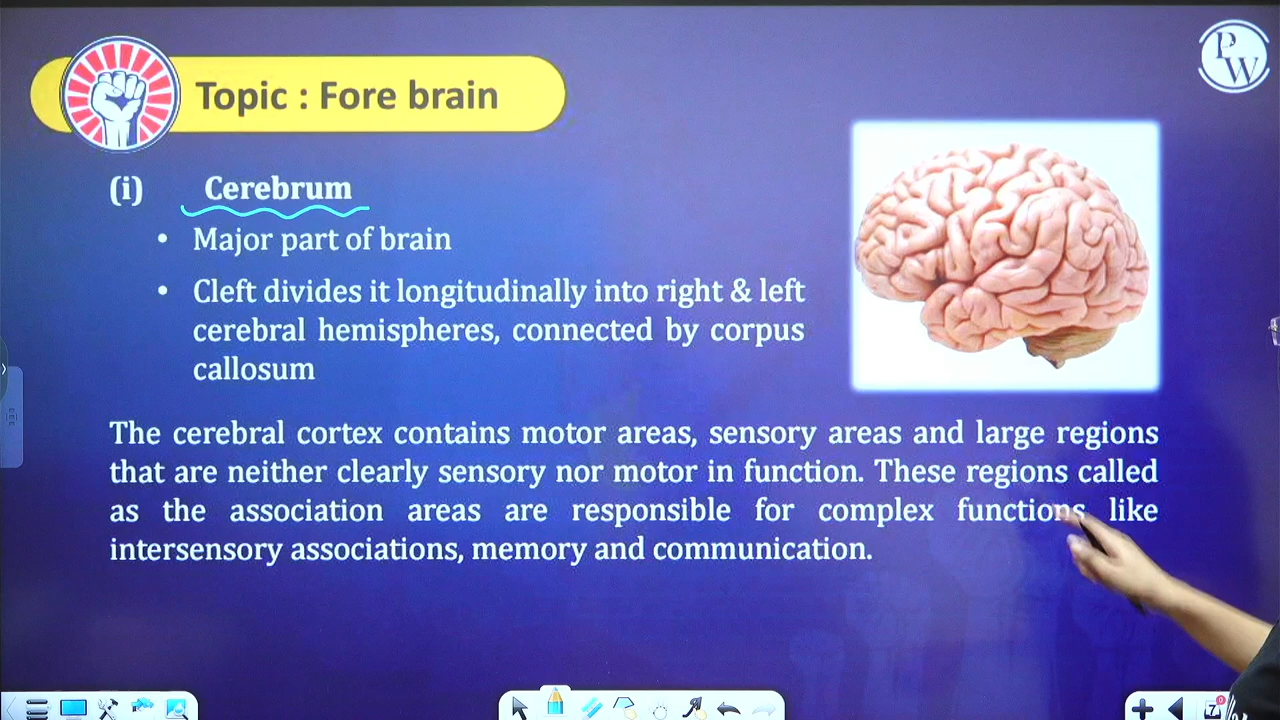 PW
Topic : Fore brain
(i) Cerebrum
• Major part of brain
• Cleft divides it longitudinally into right & left
cerebral hemispheres, connected by corpus
callosum
The cerebral cortex contains motor areas, sensory areas and large regions
that are neither clearly sensory nor motor in function. These regions called
as the association areas are responsible for complex functions like
intersensory associations, memory and communication.
7